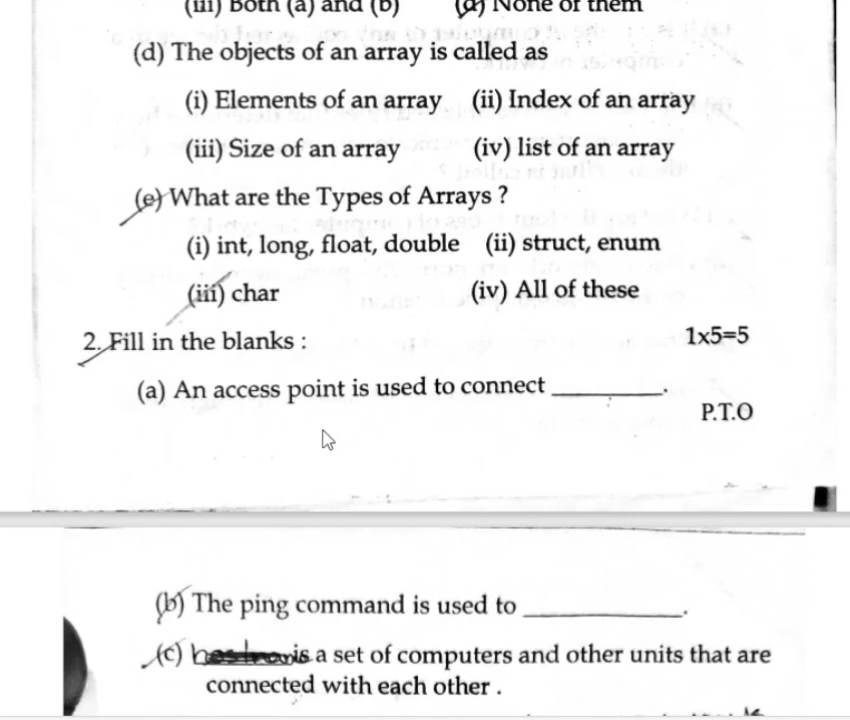 (iii) Both (a) and (b) (d) None of them
(d) The objects of an array is called as
(i) Elements of an array (ii) Index of an array
(iii) Size of an array (iv) list of an array
(e) What are the Types of Arrays ?
(i) int, long, float, double (ii) struct, enum
(iii) char (iv) All of these
2. Fill in the blanks : 1x5=5
(a) An access point is used to connect ________.
P.T.O
(b) The ping command is used to ____________.
(c) is a set of computers and other units that are
connected with each other .